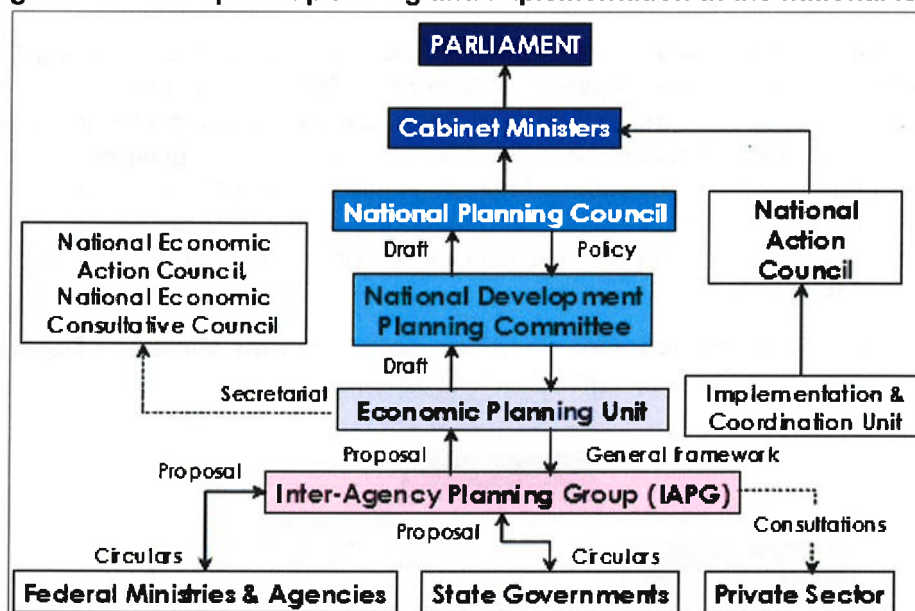 PARLIAMENT
Cabinet Ministers
National Planning Council
National
Action
Council
National Economic
Action Council,
National Economic
Consultative Council
Draft
Policy
National Development
Planning Committee
Draft
Secretariat
Economic Planning Unit
Implementation &
Coordination Unit
Proposal
Proposal
General framework
Inter-Agency Planning Group (IAPG)
Proposal
Consultations
Circulars
Circulars
Federal Ministries & Agencies
State Governments
Private Sector